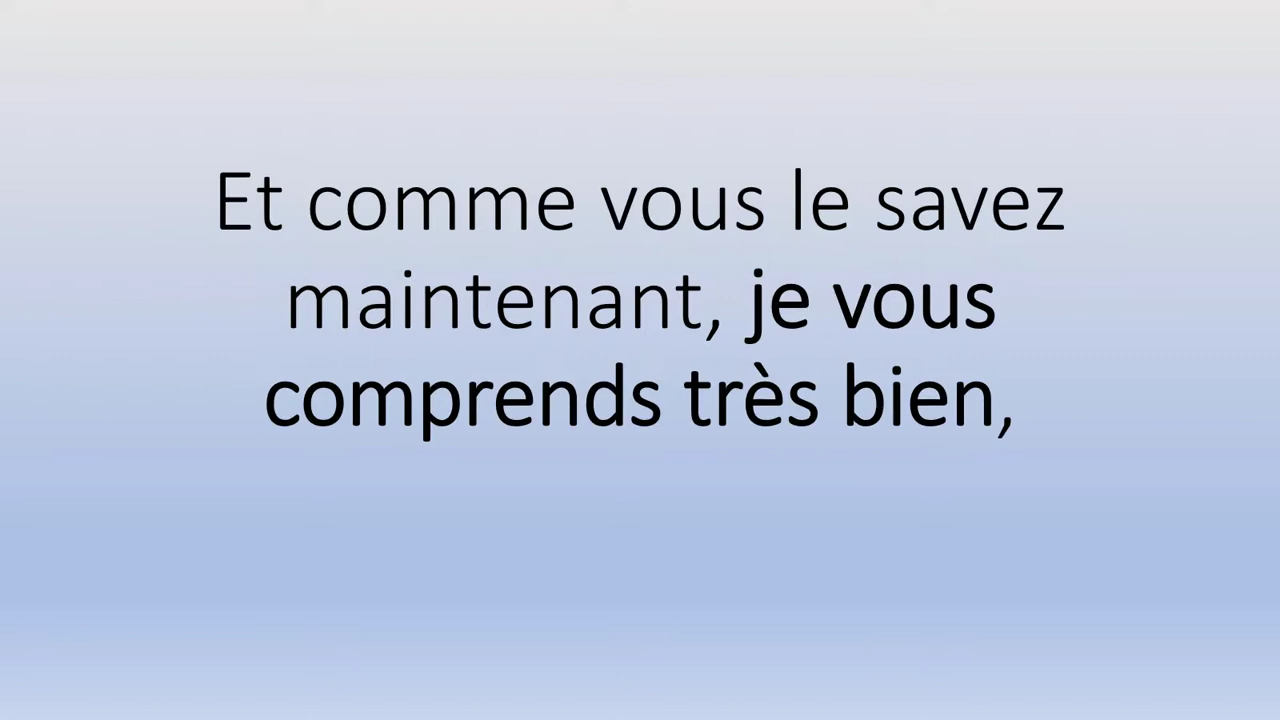 Et comme vous le savez
maintenant, je vous
comprends très bien,